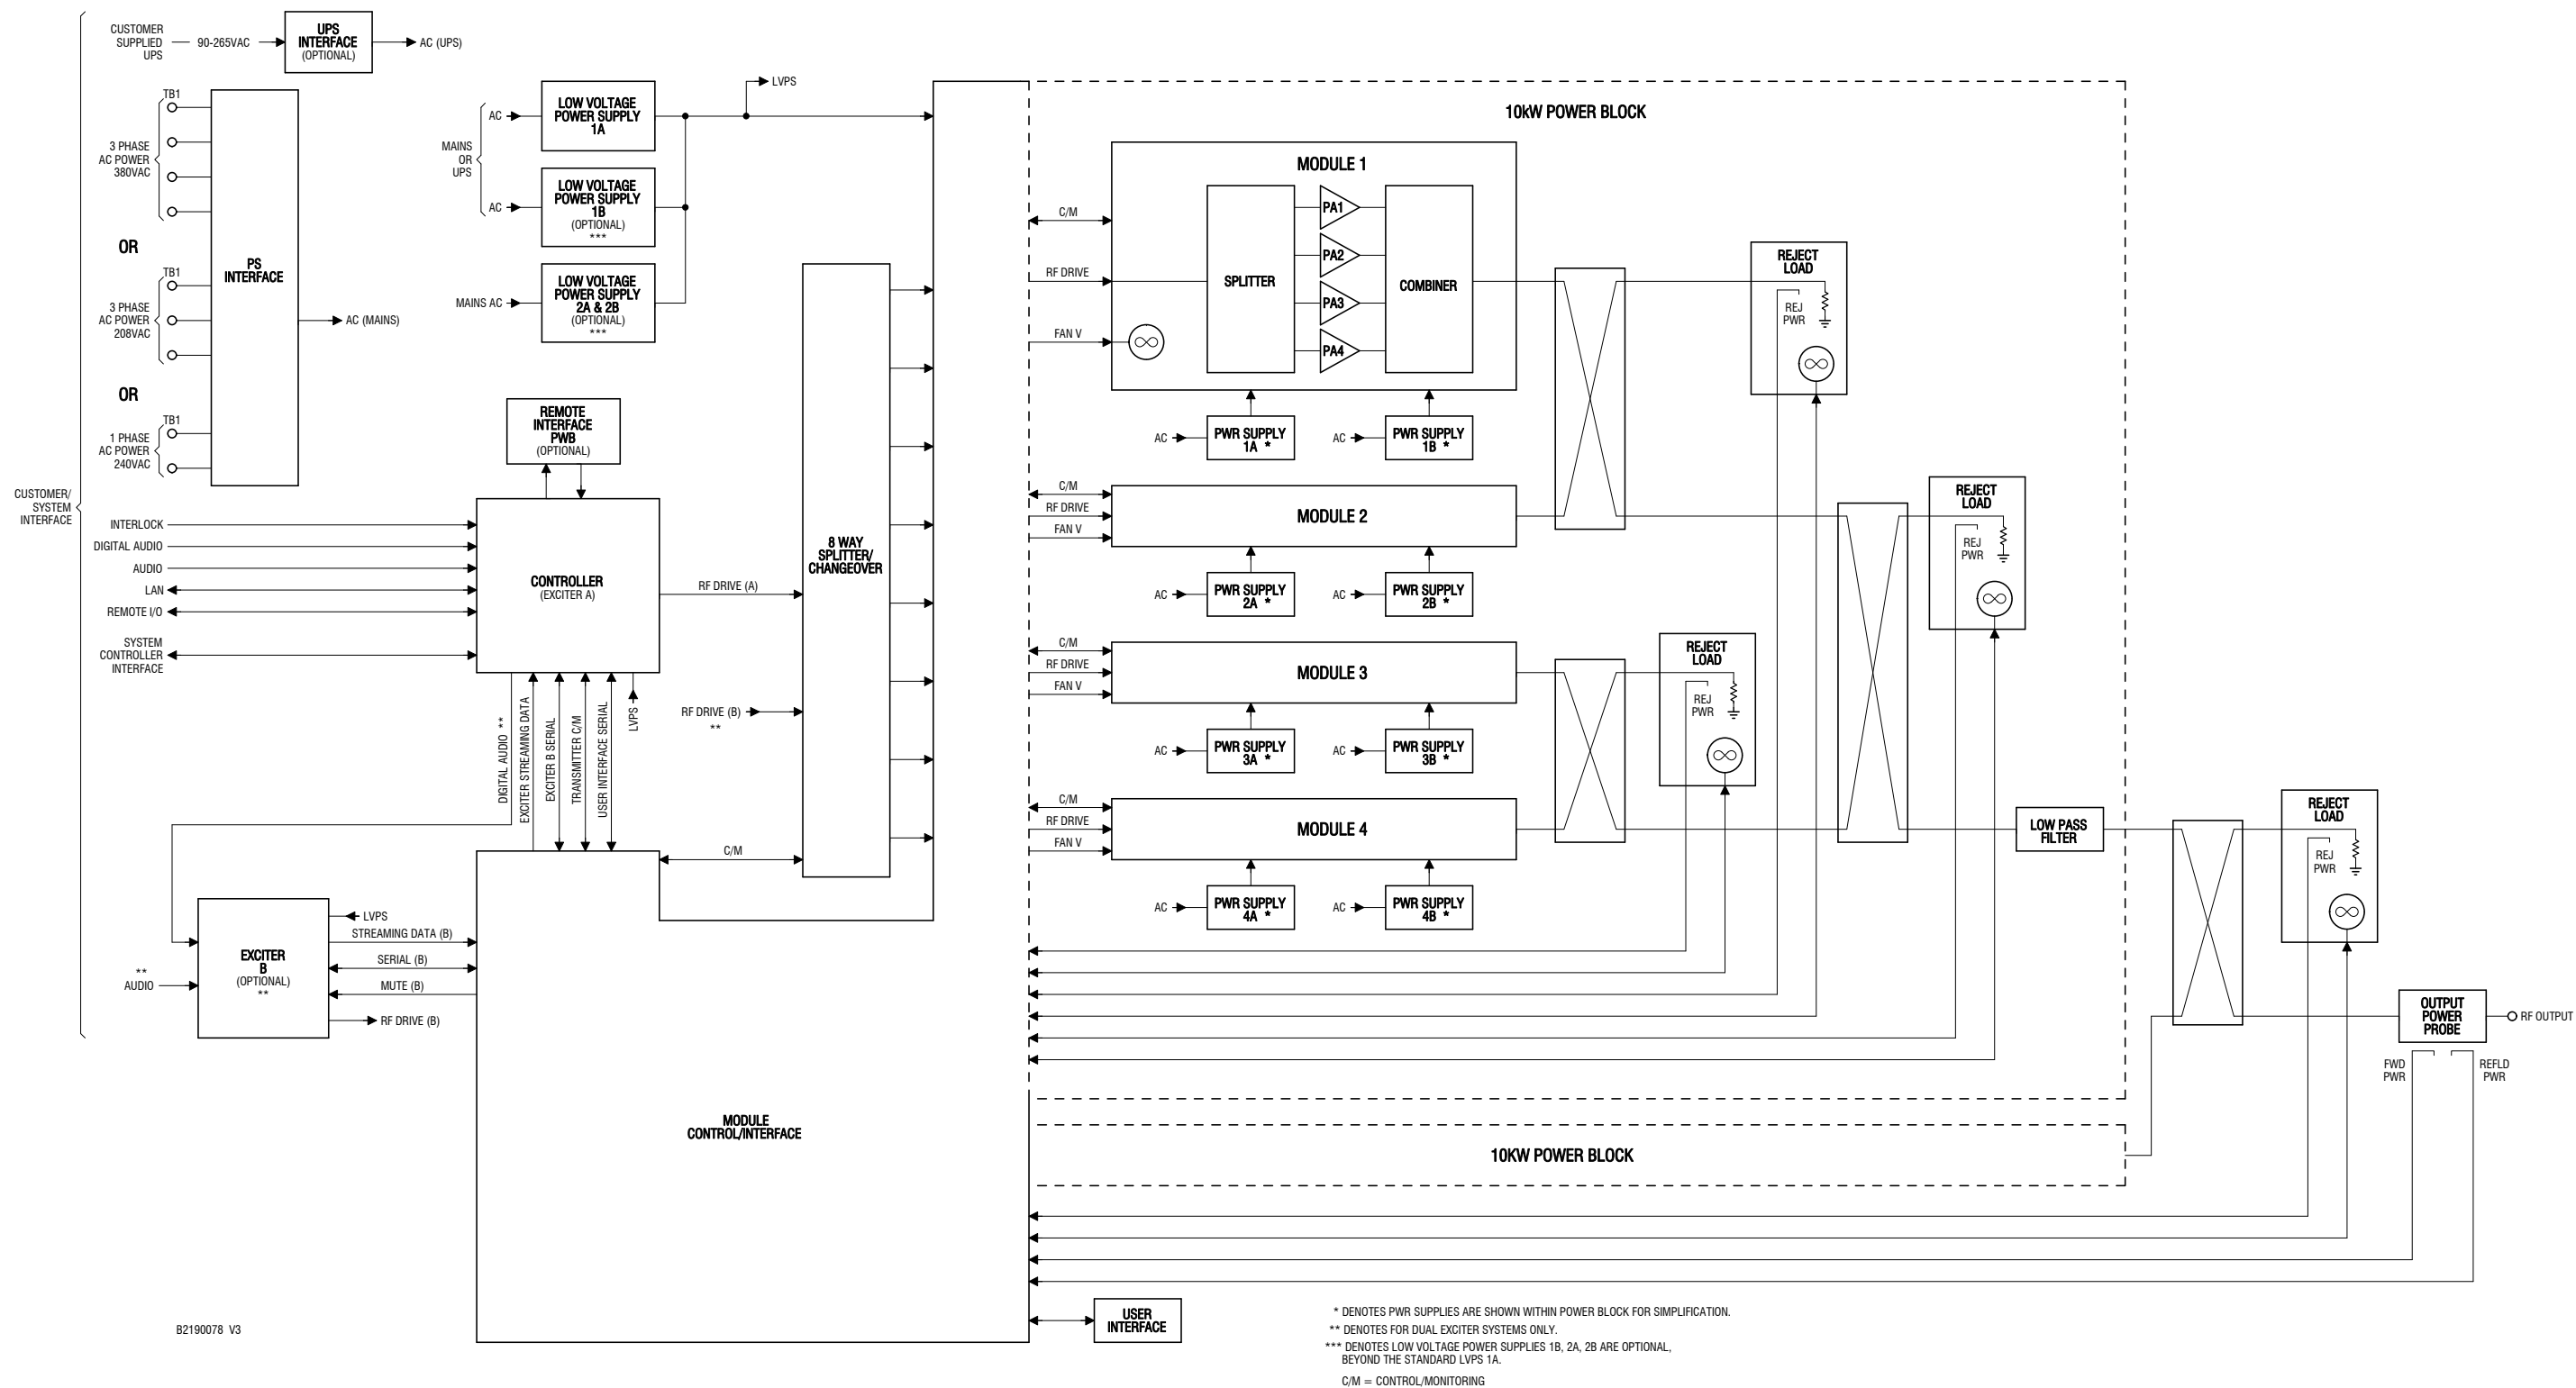 CUSTOMER
SUPPLIED
UPS
90-265VAC
UPS
INTERFACE
(OPTIONAL)
AC (UPS)
TB1
3 PHASE
AC POWER
380VAC
OR
TB1
3 PHASE
AC POWER
208VAC
OR
TB1
1 PHASE
AC POWER
240VAC
PS
INTERFACE
AC (MAINS)
CUSTOMER/
SYSTEM
INTERFACE
MAINS
OR
UPS
AC
LOW VOLTAGE
POWER SUPPLY
1A
LVPS
AC
LOW VOLTAGE
POWER SUPPLY
1B
(OPTIONAL)
***
MAINS AC
LOW VOLTAGE
POWER SUPPLY
2A & 2B
(OPTIONAL)
***
REMOTE
INTERFACE
PWB
(OPTIONAL)
INTERLOCK
DIGITAL AUDIO
AUDIO
LAN
REMOTE I/O
SYSTEM
CONTROLLER
INTERFACE
CONTROLLER
(EXCITER A)
RF DRIVE (A)
RF DRIVE (B)
**
8 WAY
SPLITTER/
CHANGEOVER
DIGITAL AUDIO **
EXCITER STREAMING DATA
EXCITER B SERIAL
TRANSMITTER C/M
USER INTERFACE SERIAL
LVPS
C/M
**
AUDIO
EXCITER
B
(OPTIONAL)
**
LVPS
STREAMING DATA (B)
SERIAL (B)
MUTE (B)
RF DRIVE (B)
MODULE
CONTROL/INTERFACE
10kW POWER BLOCK
C/M
RF DRIVE
FAN V
MODULE 1
SPLITTER
PA1
PA2
PA3
PA4
COMBINER
AC
PWR SUPPLY
1A *
AC
PWR SUPPLY
1B *
REJECT
LOAD
REJ
PWR
C/M
RF DRIVE
FAN V
MODULE 2
AC
PWR SUPPLY
2A *
AC
PWR SUPPLY
2B *
REJECT
LOAD
REJ
PWR
C/M
RF DRIVE
FAN V
MODULE 3
AC
PWR SUPPLY
3A *
AC
PWR SUPPLY
3B *
REJECT
LOAD
REJ
PWR
C/M
RF DRIVE
FAN V
MODULE 4
AC
PWR SUPPLY
4A *
AC
PWR SUPPLY
4B *
LOW PASS
FILTER
REJECT
LOAD
REJ
PWR
OUTPUT
POWER
PROBE
RF OUTPUT
FWD
PWR
REFLD
PWR
10KW POWER BLOCK
USER
INTERFACE
B2190078 V3
* DENOTES PWR SUPPLIES ARE SHOWN WITHIN POWER BLOCK FOR SIMPLIFICATION.
** DENOTES FOR DUAL EXCITER SYSTEMS ONLY.
*** DENOTES LOW VOLTAGE POWER SUPPLIES 1B, 2A, 2B ARE OPTIONAL,
BEYOND THE STANDARD LVPS 1A.
C/M = CONTROL/MONITORING